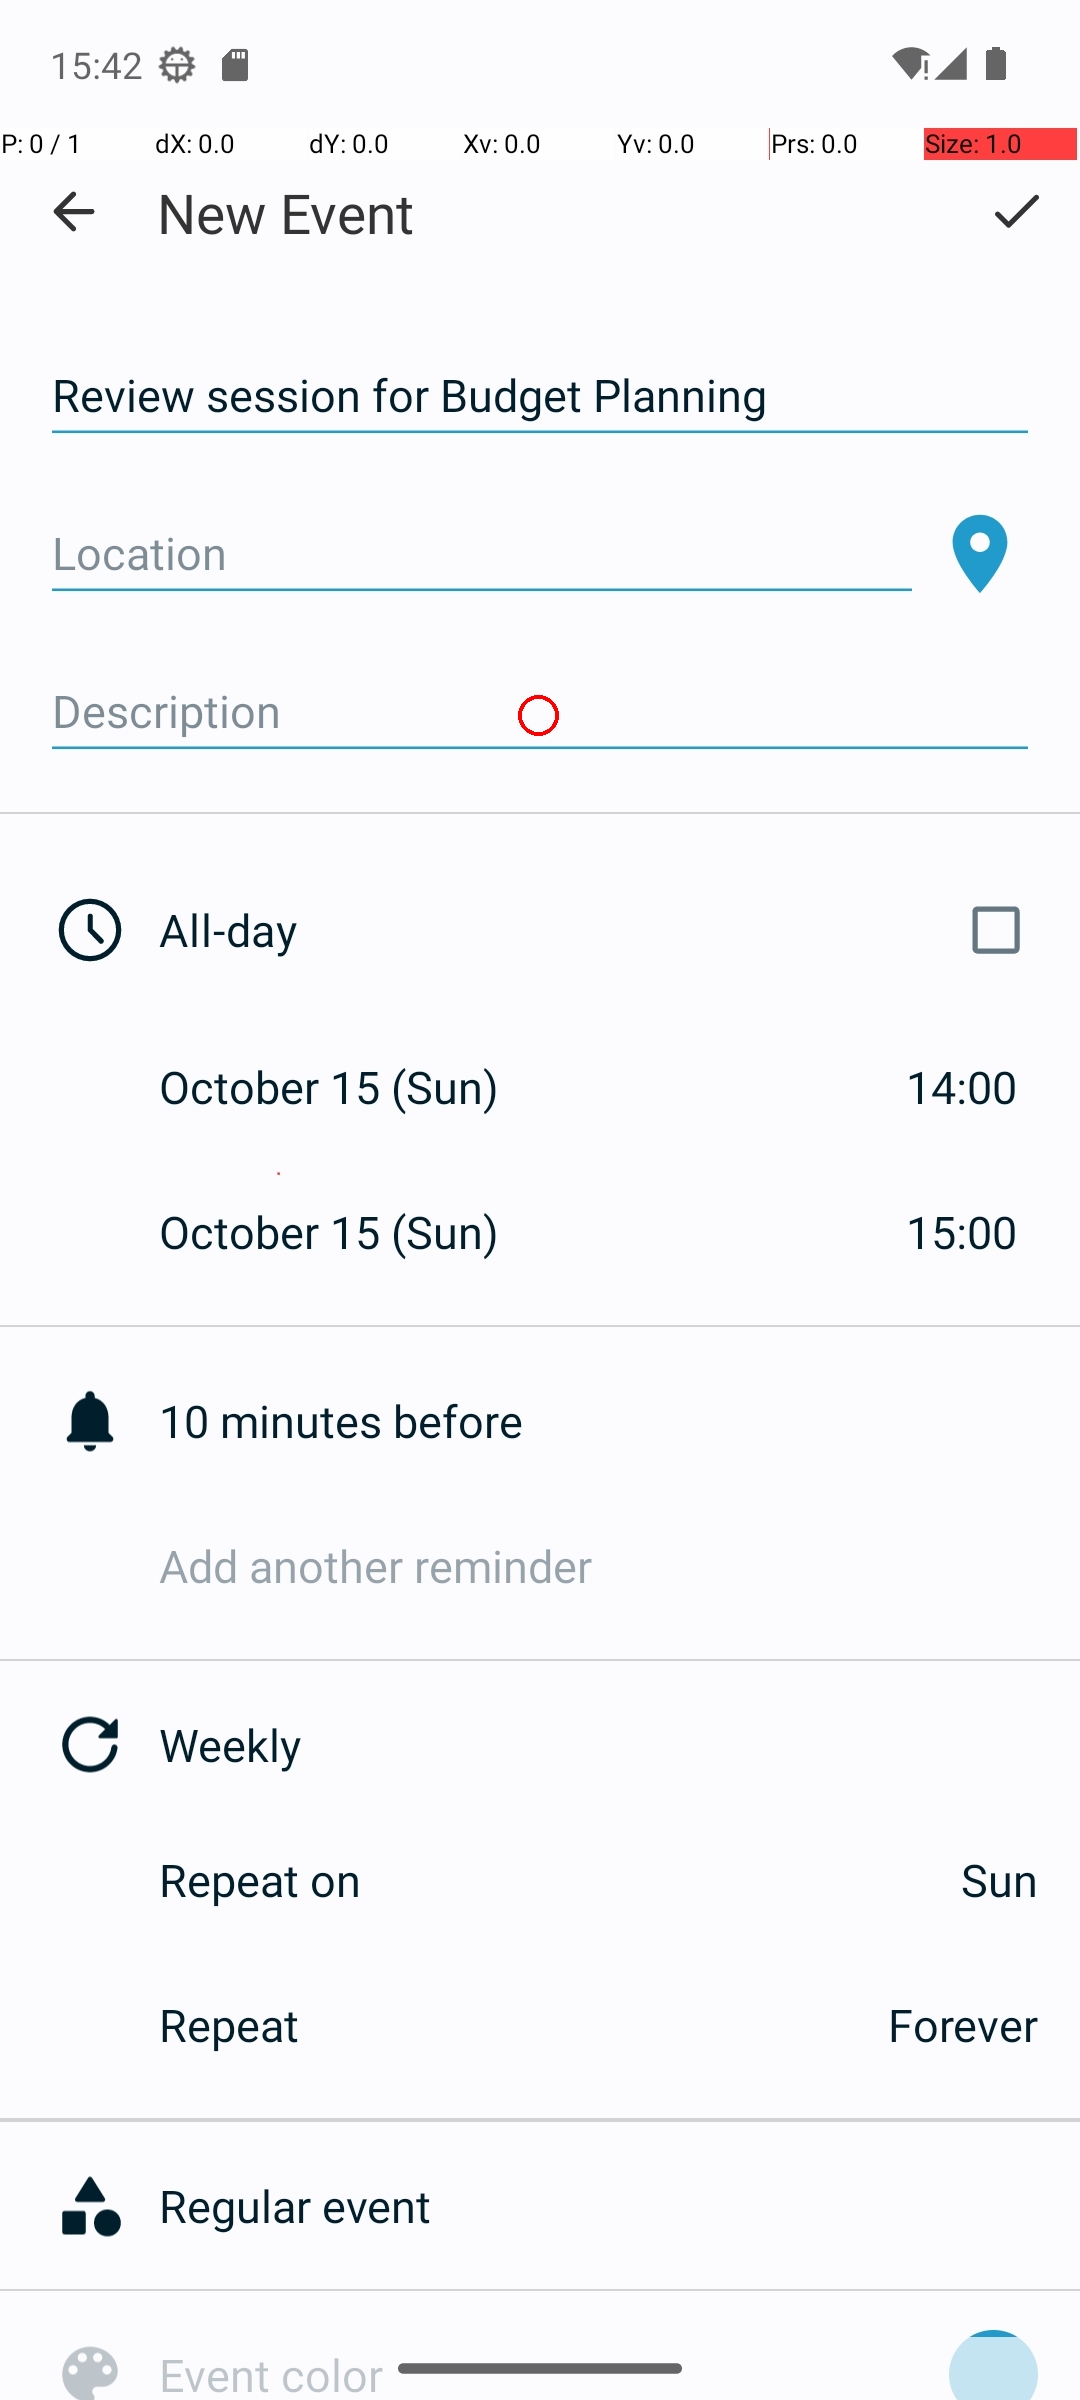 15:42
P: 0 / 1 dX: 0.0 dY: 0.0 Xv: 0.0 Yv: 0.0 Prs: 0.0 Size: 1.0
New Event
Review session for Budget Planning
Location
Description
All-day
October 15 (Sun) 14:00
October 15 (Sun) 15:00
10 minutes before
Add another reminder
Weekly
Repeat on Sun
Repeat Forever
Regular event
Event color